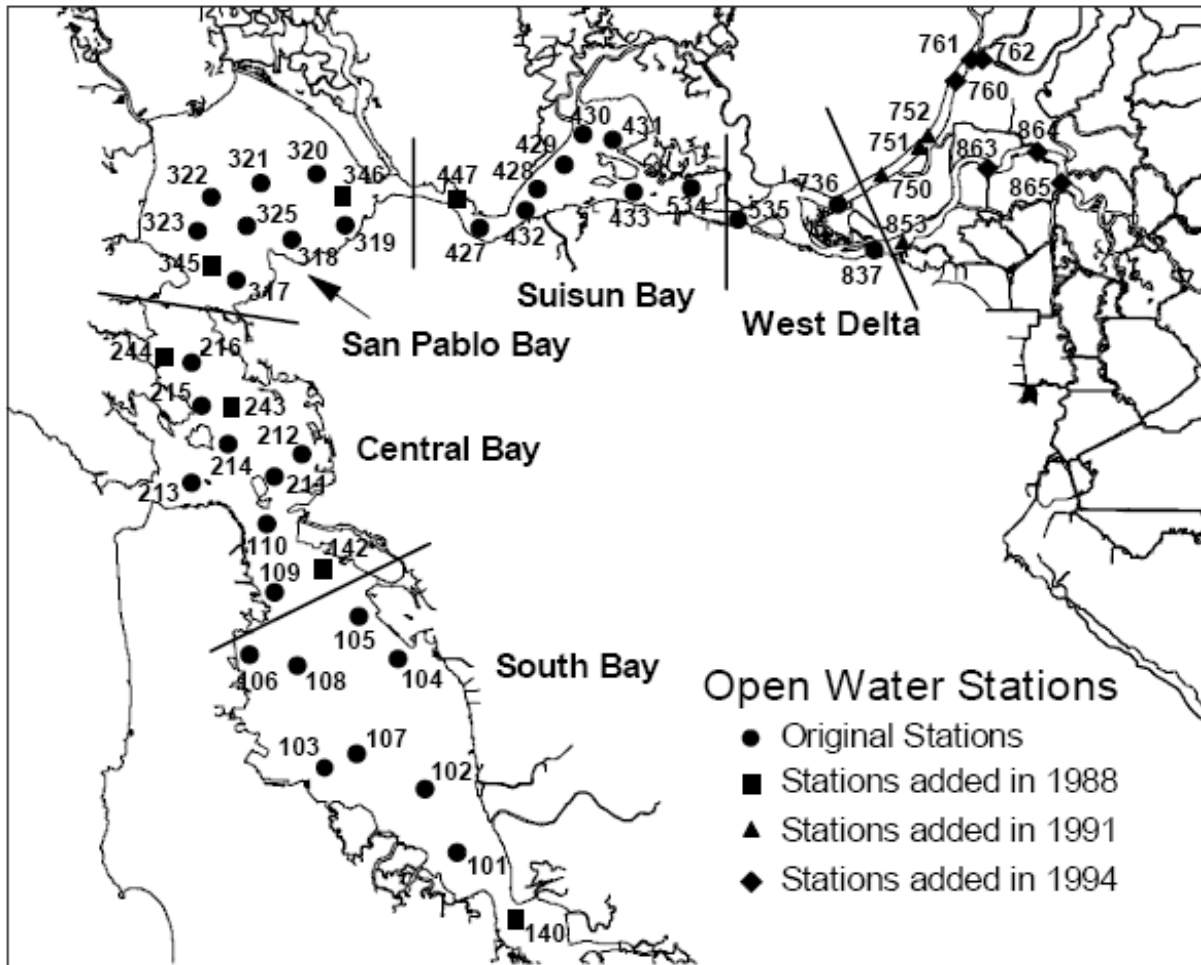 761 762
760
752
430 431
751 864
429 863
321 320
322 346 447 428 750 865
736
323 325 534 535
433 853
318 319 427 432
345 837
317
Suisun Bay
West Delta
San Pablo Bay
244 216
215 243
212
Central Bay
214
213 211
110 142
109
105
South Bay
106 108 104
Open Water Stations
103 107
Original Stations
102
Stations added in 1988
Stations added in 1991
101
Stations added in 1994
140